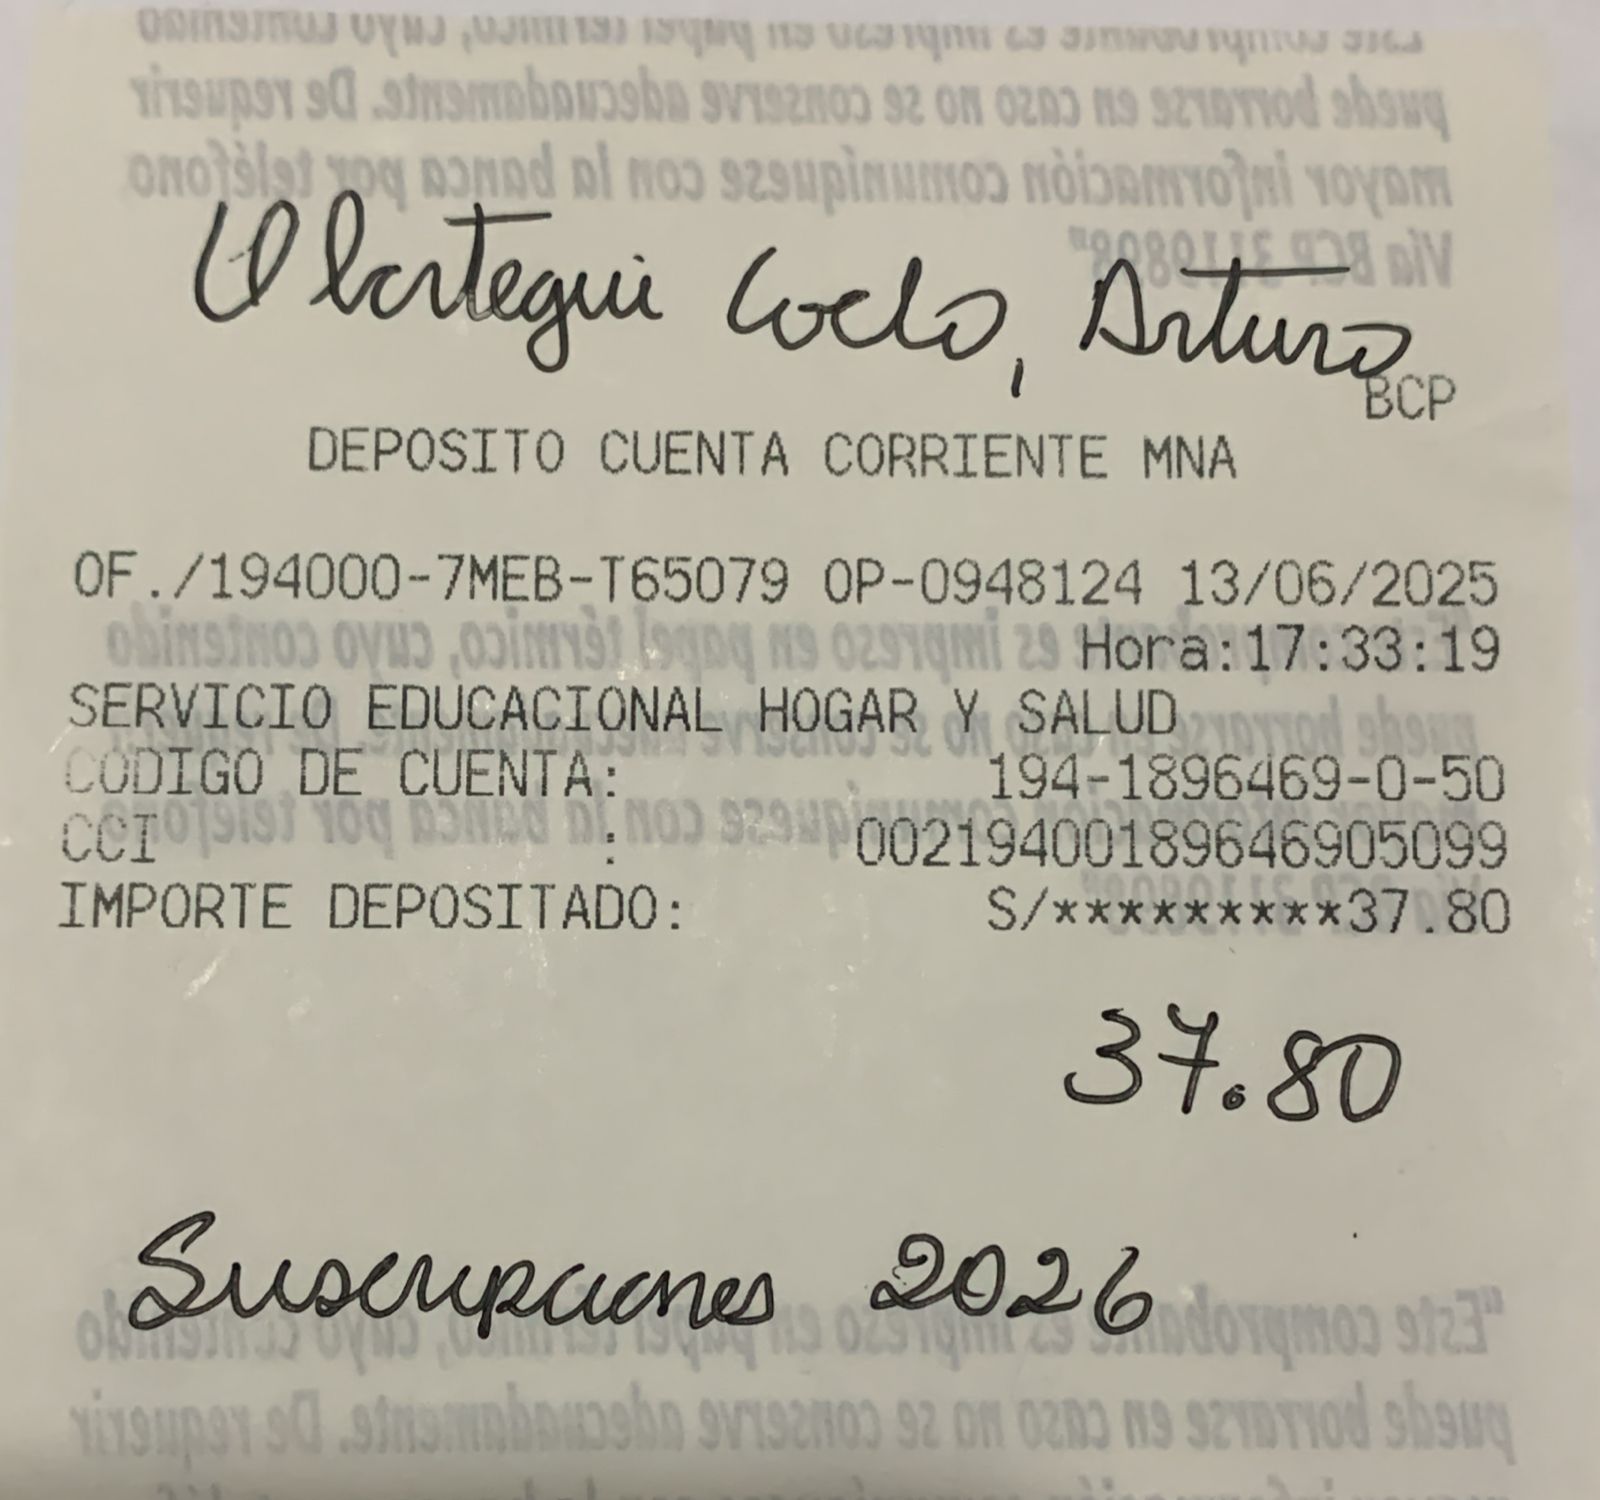 Olortegui Coelo, Arturo
BCP
DEPOSITO CUENTA CORRIENTE MNA
OF./194000-7MEB-T65079 OP-0948124 13/06/2025
Hora:17:33:19
SERVICIO EDUCACIONAL HOGAR Y SALUD
CODIGO DE CUENTA: 194-1896469-0-50
CCI : 00219400189646905099
IMPORTE DEPOSITADO: S/*********37.80
37.80
Suscripciones 2026